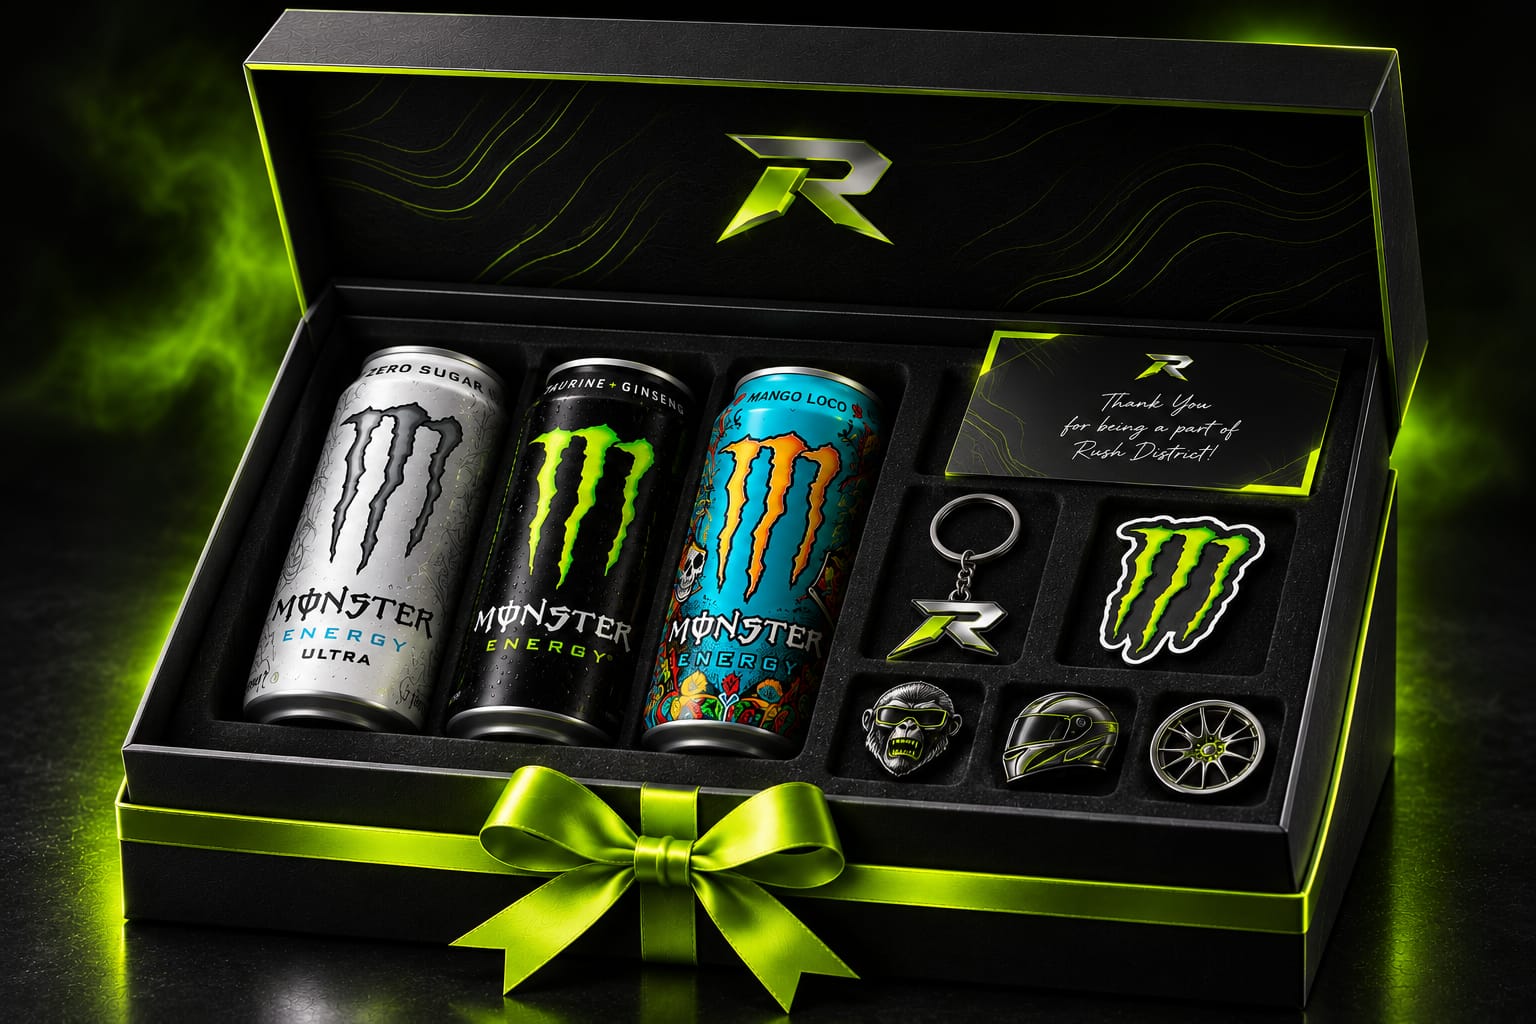 ZERO SUGAR
MONSTER
ENERGY
ULTRA
TAURINE + GINSENG
MONSTER
ENERGY
MANGO LOCO
MONSTER
ENERGY
R
R
Thank You
for being a part of
Rush District!
R